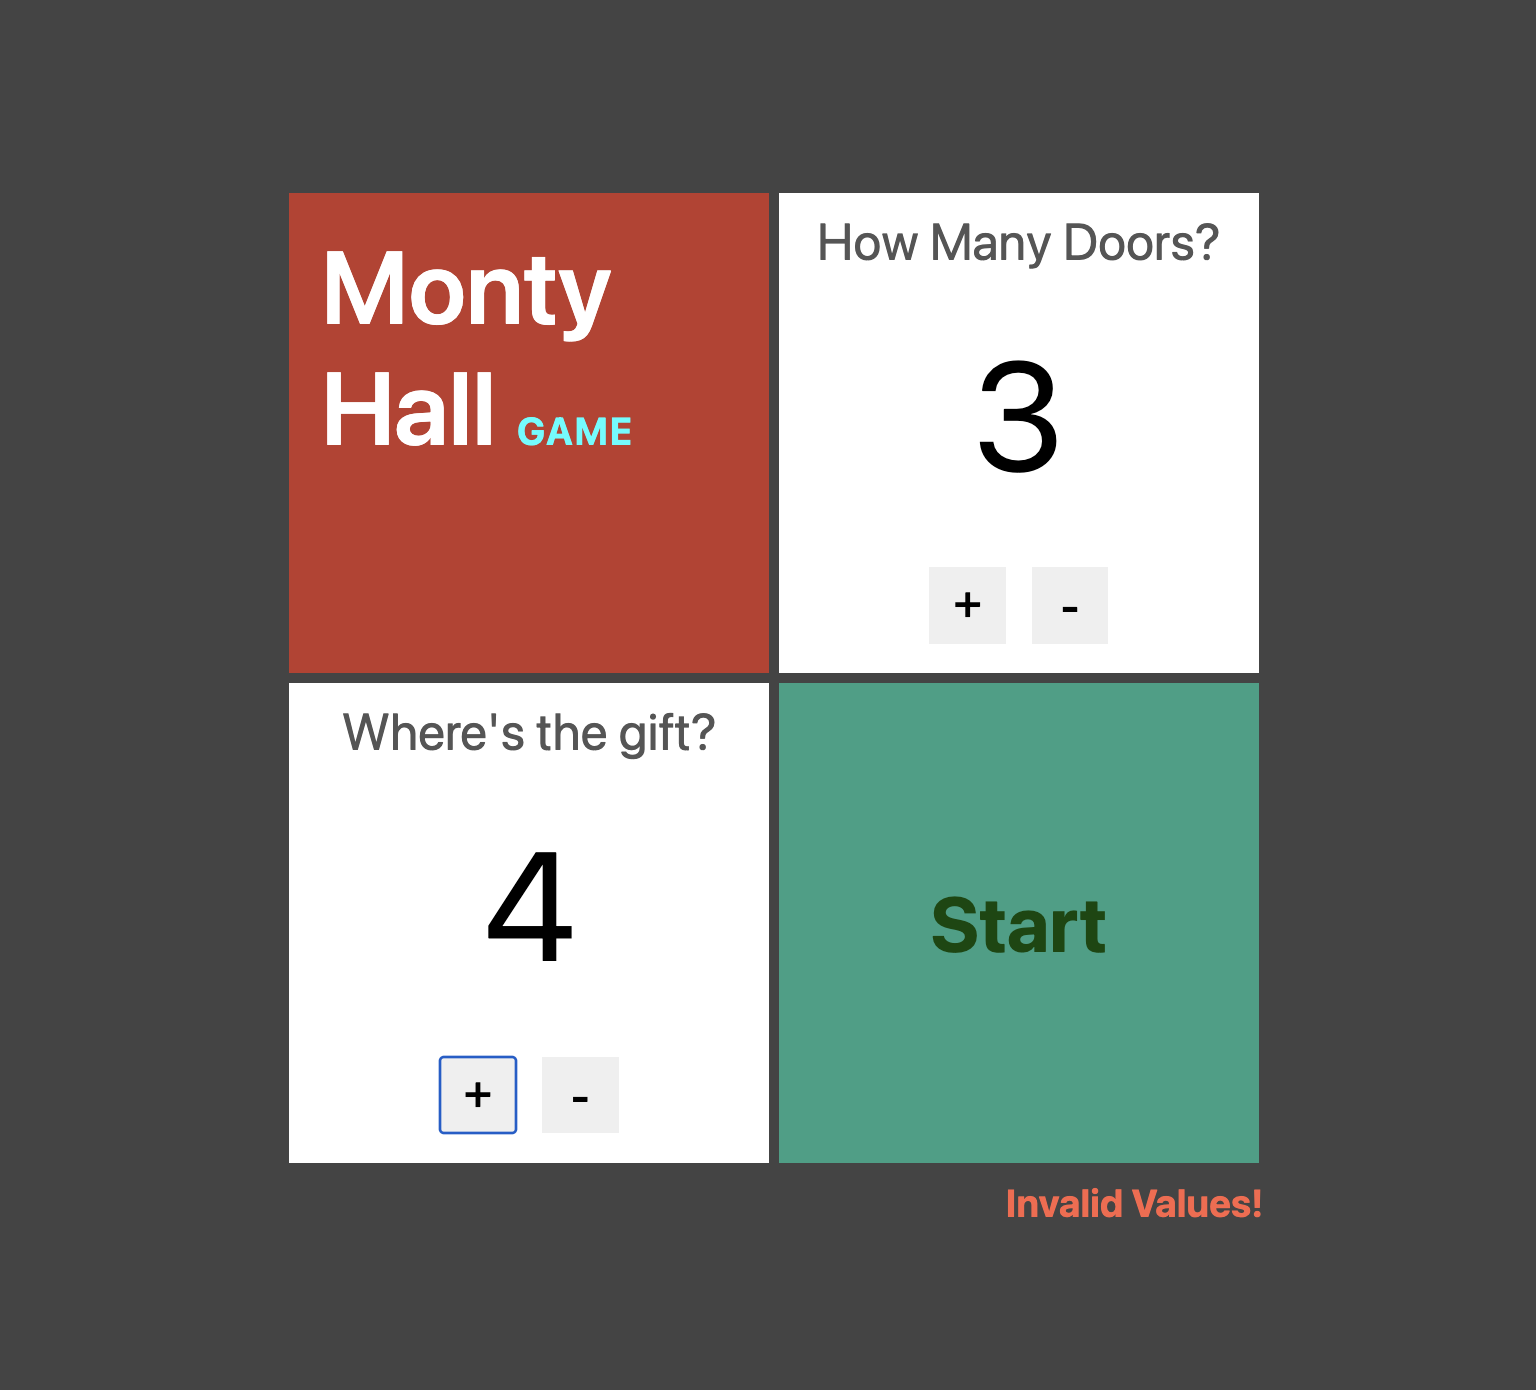 Monty
Hall GAME
How Many Doors?
3
+ -
Where's the gift?
4
+ -
Start
Invalid Values!